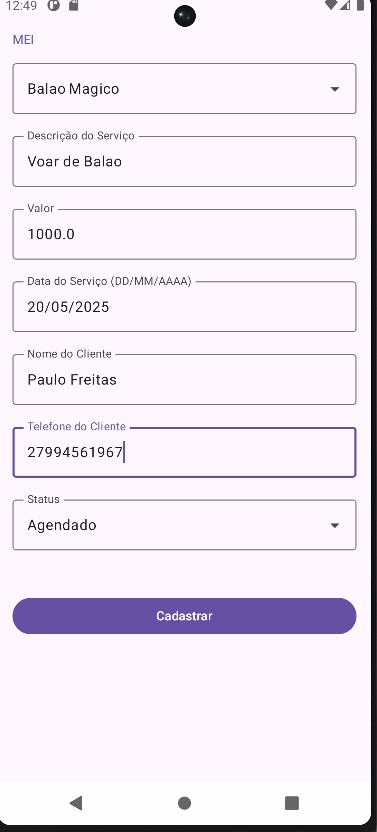 12:49
MEI
Balao Magico
Descrição do Serviço
Voar de Balao
Valor
1000.0
Data do Serviço (DD/MM/AAAA)
20/05/2025
Nome do Cliente
Paulo Freitas
Telefone do Cliente
27994561967
Status
Agendado
Cadastrar